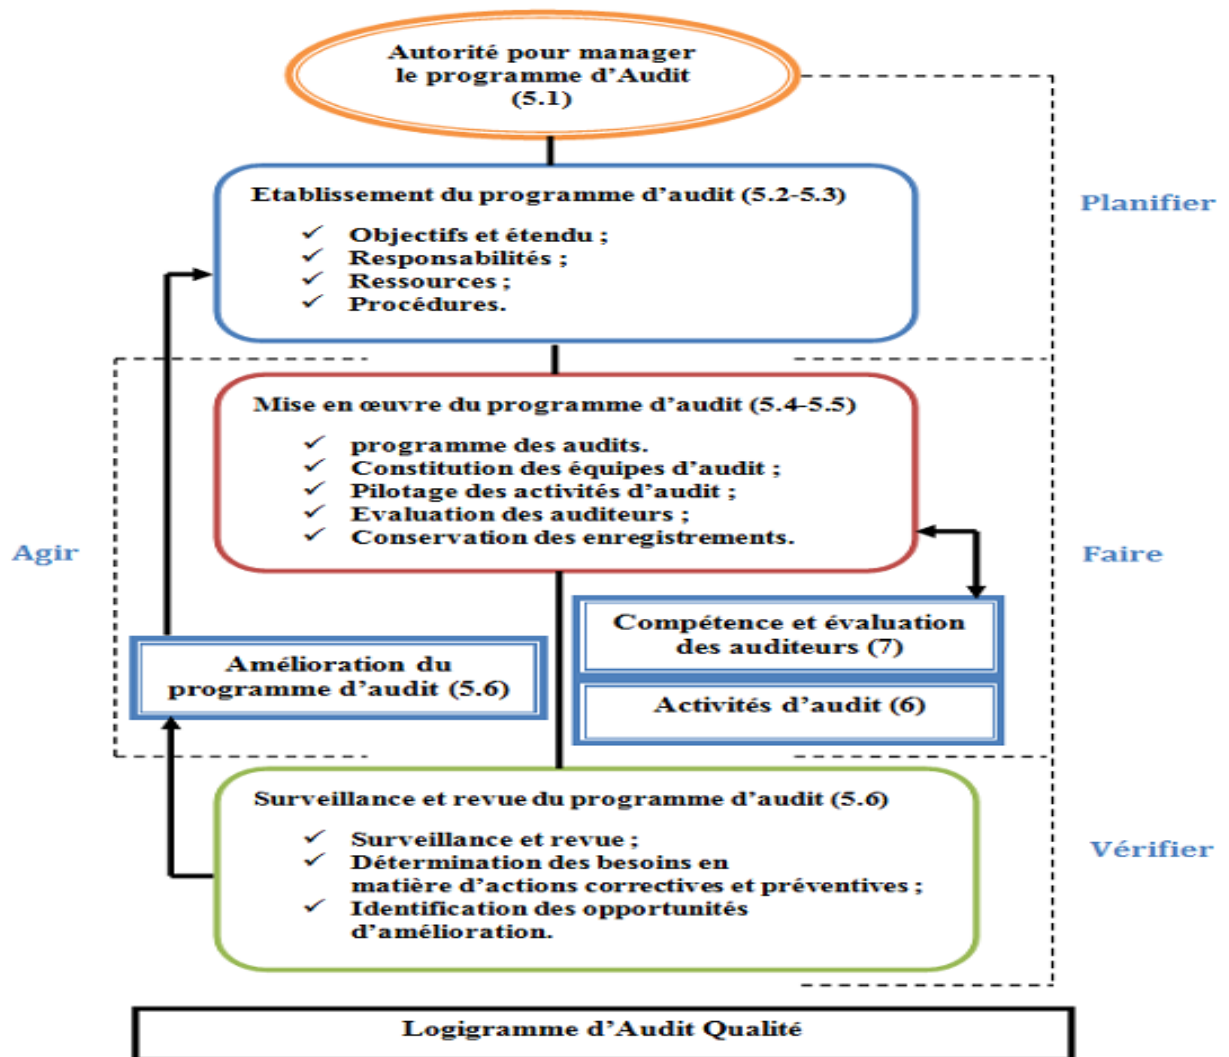 Autorité pour manager
le programme d'Audit
(5.1)
Planifier
Etablissement du programme d'audit (5.2-5.3)
✓ Objectifs et étendu ;
✓ Responsabilités ;
✓ Ressources ;
✓ Procédures.
Mise en œuvre du programme d'audit (5.4-5.5)
✓ programme des audits.
✓ Constitution des équipes d'audit ;
✓ Pilotage des activités d'audit ;
✓ Evaluation des auditeurs ;
✓ Conservation des enregistrements.
Agir
Faire
Compétence et évaluation
des auditeurs (7)
Amélioration du
programme d'audit (5.6)
Activités d'audit (6)
Surveillance et revue du programme d'audit (5.6)
✓ Surveillance et revue ;
✓ Détermination des besoins en
matière d'actions correctives et préventives ;
✓ Identification des opportunités
d'amélioration.
Vérifier
Logigramme d'Audit Qualité